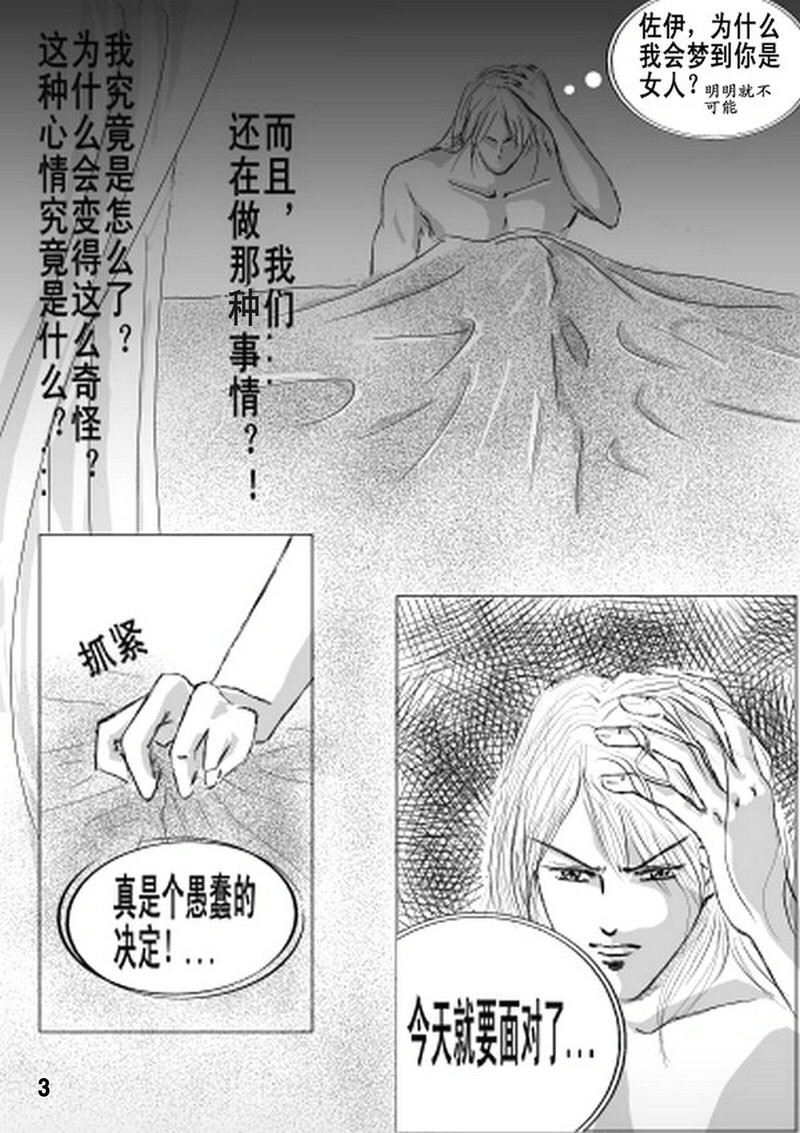 佐伊，为什么
我会梦到你是
女人？明明就不
可能
而且，我们...
还在做那种事情？！
我究竟是怎么了？
为什么会变得这么奇怪？
这种心情究竟是什么？...
抓紧
真是个愚蠢的
决定！...
今天就要面对了...
3